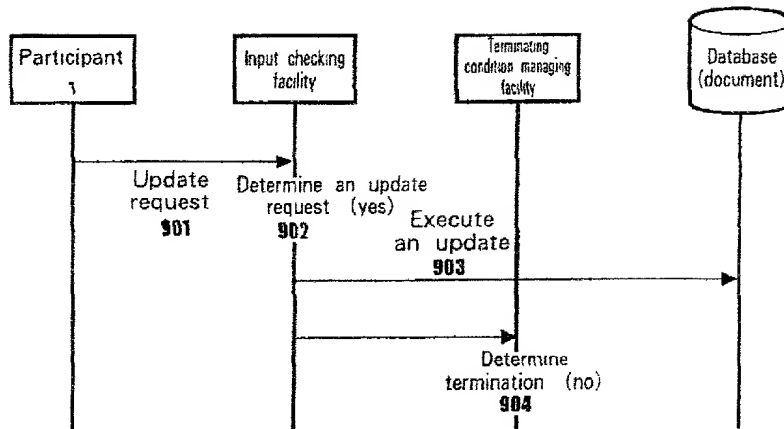 Participant
1
Input checking
facility
Terminating
condition managing
facility
Database
(document)
Update
request
901
Determine an update
request (yes)
902
Execute
an update
903
Determine
termination (no)
904